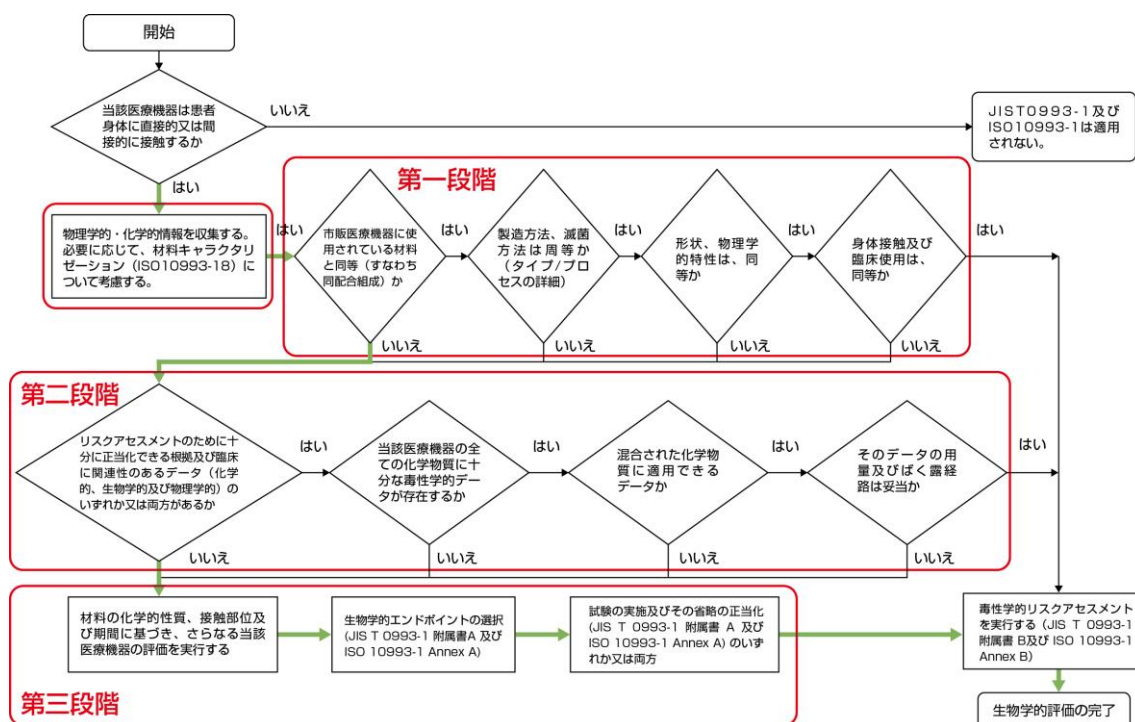 開始
当該医療機器は患者
身体に直接的又は間
接的に接触するか
いいえ
JIST0993-1及び
ISO10993-1は適用
されない。
はい
物理学的・化学的情報を収集する。
必要に応じて、材料キャラクタリ
ゼーション（ISO10993-18）に
ついて考慮する。
はい
第一段階
市販医療機器に使
用されている材料
と同等（すなわち
同配合組成）か
はい
製造方法、滅菌
方法は周等か
（タイプ/プロ
セスの詳細）
はい
形状、物理学
的特性は、同
等か
はい
身体接触及び
臨床使用は、
同等か
はい
いいえ
いいえ
いいえ
いいえ
第二段階
リスクアセスメントのために十
分に正当化できる根拠及び臨床
に関連性のあるデータ（化学
的、生物学的及び物理学的）の
いずれか又は両方があるか
はい
当該医療機器の全
ての化学物質に十
分な毒性学的デー
タが存在するか
はい
混合された化学物
質に適用できる
データか
はい
そのデータの用
量及びばく露経
路は妥当か
はい
いいえ
いいえ
いいえ
いいえ
材料の化学的性質、接触部位及
び期間に基づき、さらなる当該
医療機器の評価を実行する
生物学的エンドポイントの選択
(JIS T 0993-1 附属書A 及び
ISO 10993-1 Annex A)
試験の実施及びその省略の正当化
(JIS T 0993-1 附属書 A 及び
ISO 10993-1 Annex A) のいず
れか又は両方
毒性学的リスクアセスメント
を実行する（JIS T 0993-1
附属書 B及び ISO 10993-1
Annex B）
第三段階
生物学的評価の完了